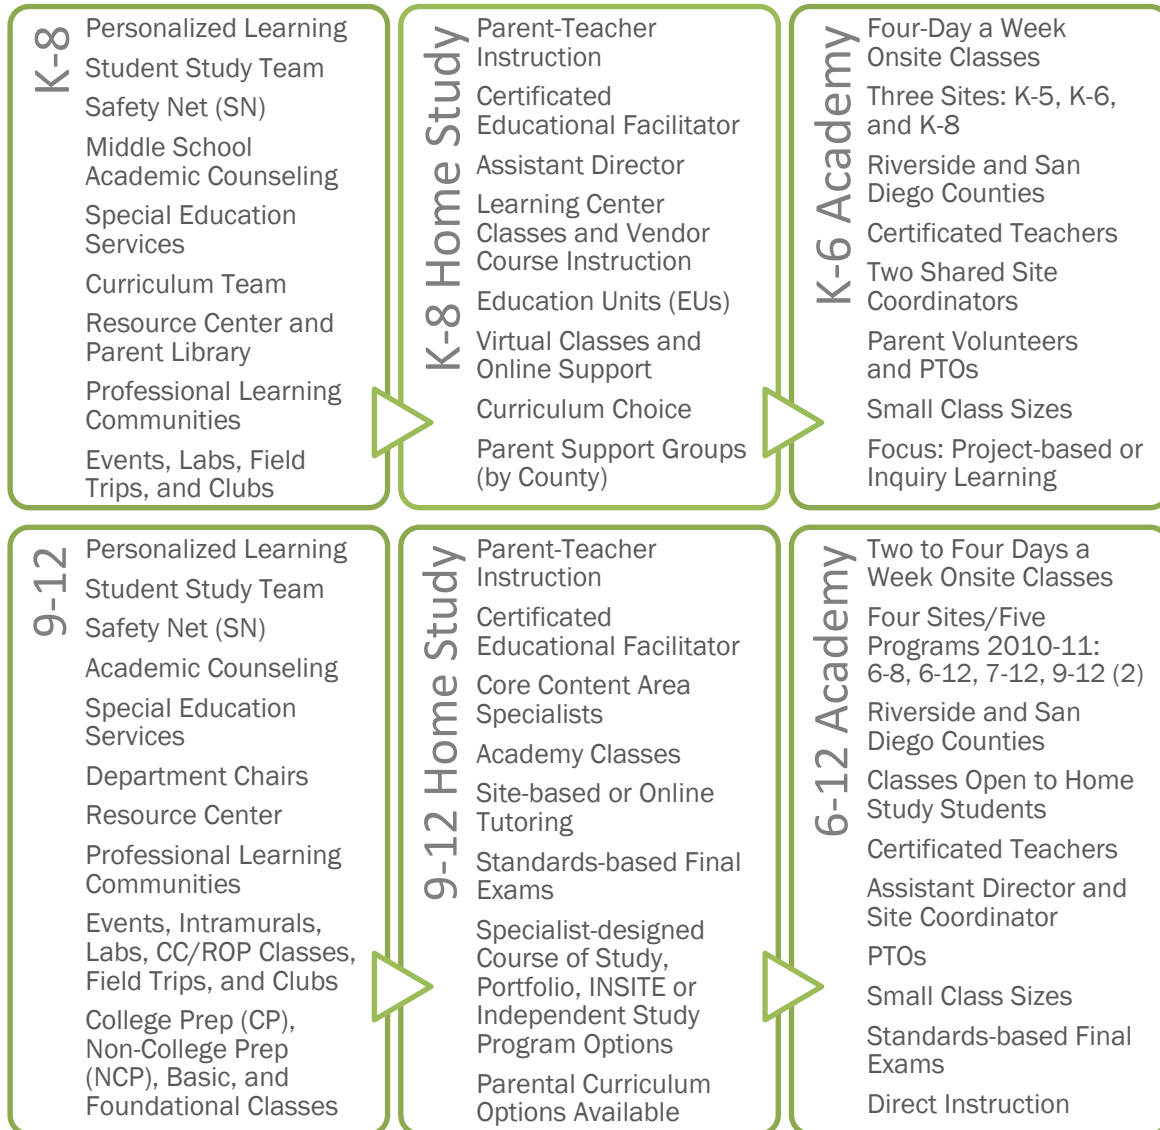 K-8
Personalized Learning
Student Study Team
Safety Net (SN)
Middle School
Academic Counseling
Special Education
Services
Curriculum Team
Resource Center and
Parent Library
Professional Learning
Communities
Events, Labs, Field
Trips, and Clubs
K-8 Home Study
Parent-Teacher
Instruction
Certificated
Educational Facilitator
Assistant Director
Learning Center
Classes and Vendor
Course Instruction
Education Units (EUs)
Virtual Classes and
Online Support
Curriculum Choice
Parent Support Groups
(by County)
K-6 Academy
Four-Day a Week
Onsite Classes
Three Sites: K-5, K-6,
and K-8
Riverside and San
Diego Counties
Certificated Teachers
Two Shared Site
Coordinators
Parent Volunteers
and PTOs
Small Class Sizes
Focus: Project-based or
Inquiry Learning
9-12
Personalized Learning
Student Study Team
Safety Net (SN)
Academic Counseling
Special Education
Services
Department Chairs
Resource Center
Professional Learning
Communities
Events, Intramurals,
Labs, CC/ROP Classes,
Field Trips, and Clubs
College Prep (CP),
Non-College Prep
(NCP), Basic, and
Foundational Classes
9-12 Home Study
Parent-Teacher
Instruction
Certificated
Educational Facilitator
Core Content Area
Specialists
Academy Classes
Site-based or Online
Tutoring
Standards-based Final
Exams
Specialist-designed
Course of Study,
Portfolio, INSITE or
Independent Study
Program Options
Parental Curriculum
Options Available
6-12 Academy
Two to Four Days a
Week Onsite Classes
Four Sites/Five
Programs 2010-11:
6-8, 6-12, 7-12, 9-12 (2)
Riverside and San
Diego Counties
Classes Open to Home
Study Students
Certificated Teachers
Assistant Director and
Site Coordinator
PTOs
Small Class Sizes
Standards-based Final
Exams
Direct Instruction